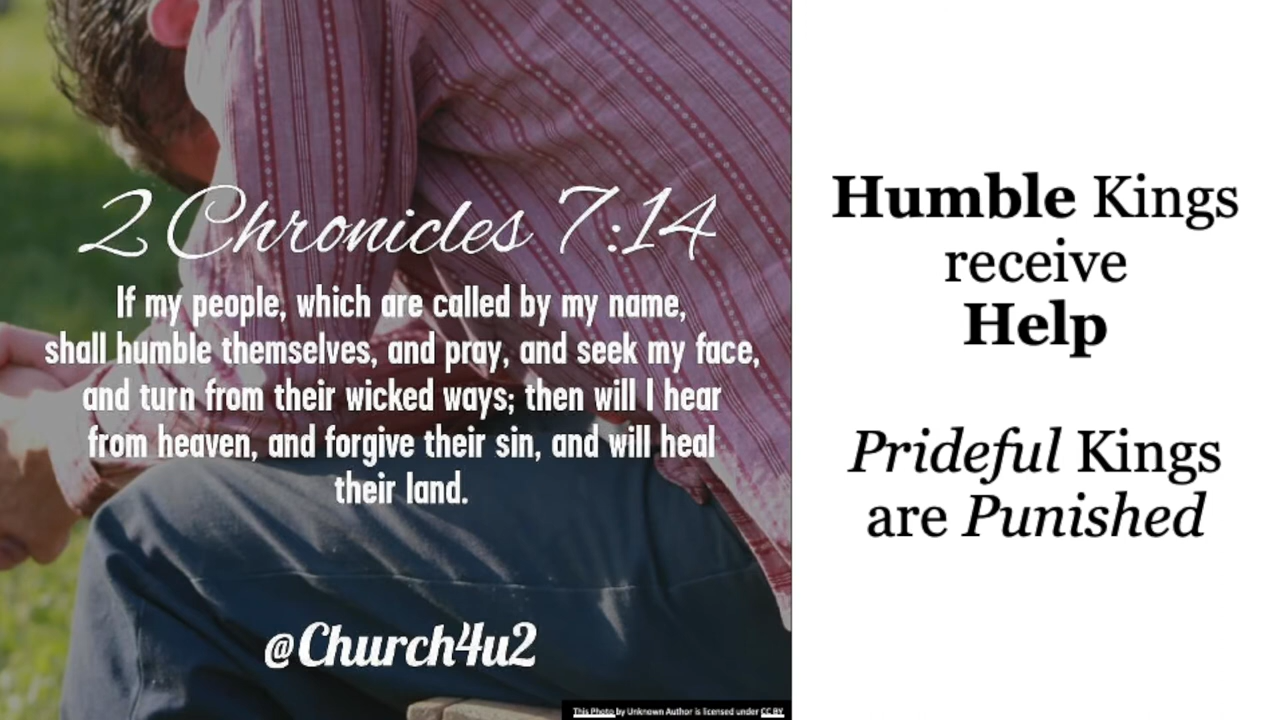 2 Chronicles 7:14
If my people, which are called by my name,
shall humble themselves, and pray, and seek my face,
and turn from their wicked ways; then will I hear
from heaven, and forgive their sin, and will heal
their land.
@Church4u2
This Photo by Unknown Author is licensed under CC BY
Humble Kings
receive
Help
Prideful Kings
are Punished